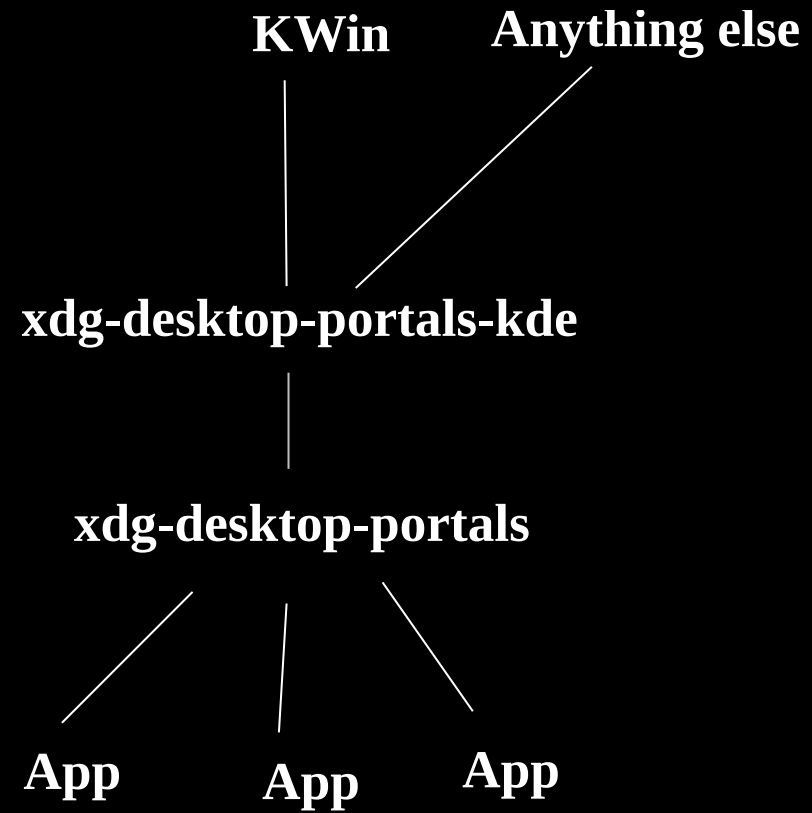 KWin
Anything else
xdg-desktop-portals-kde
xdg-desktop-portals
App
App
App